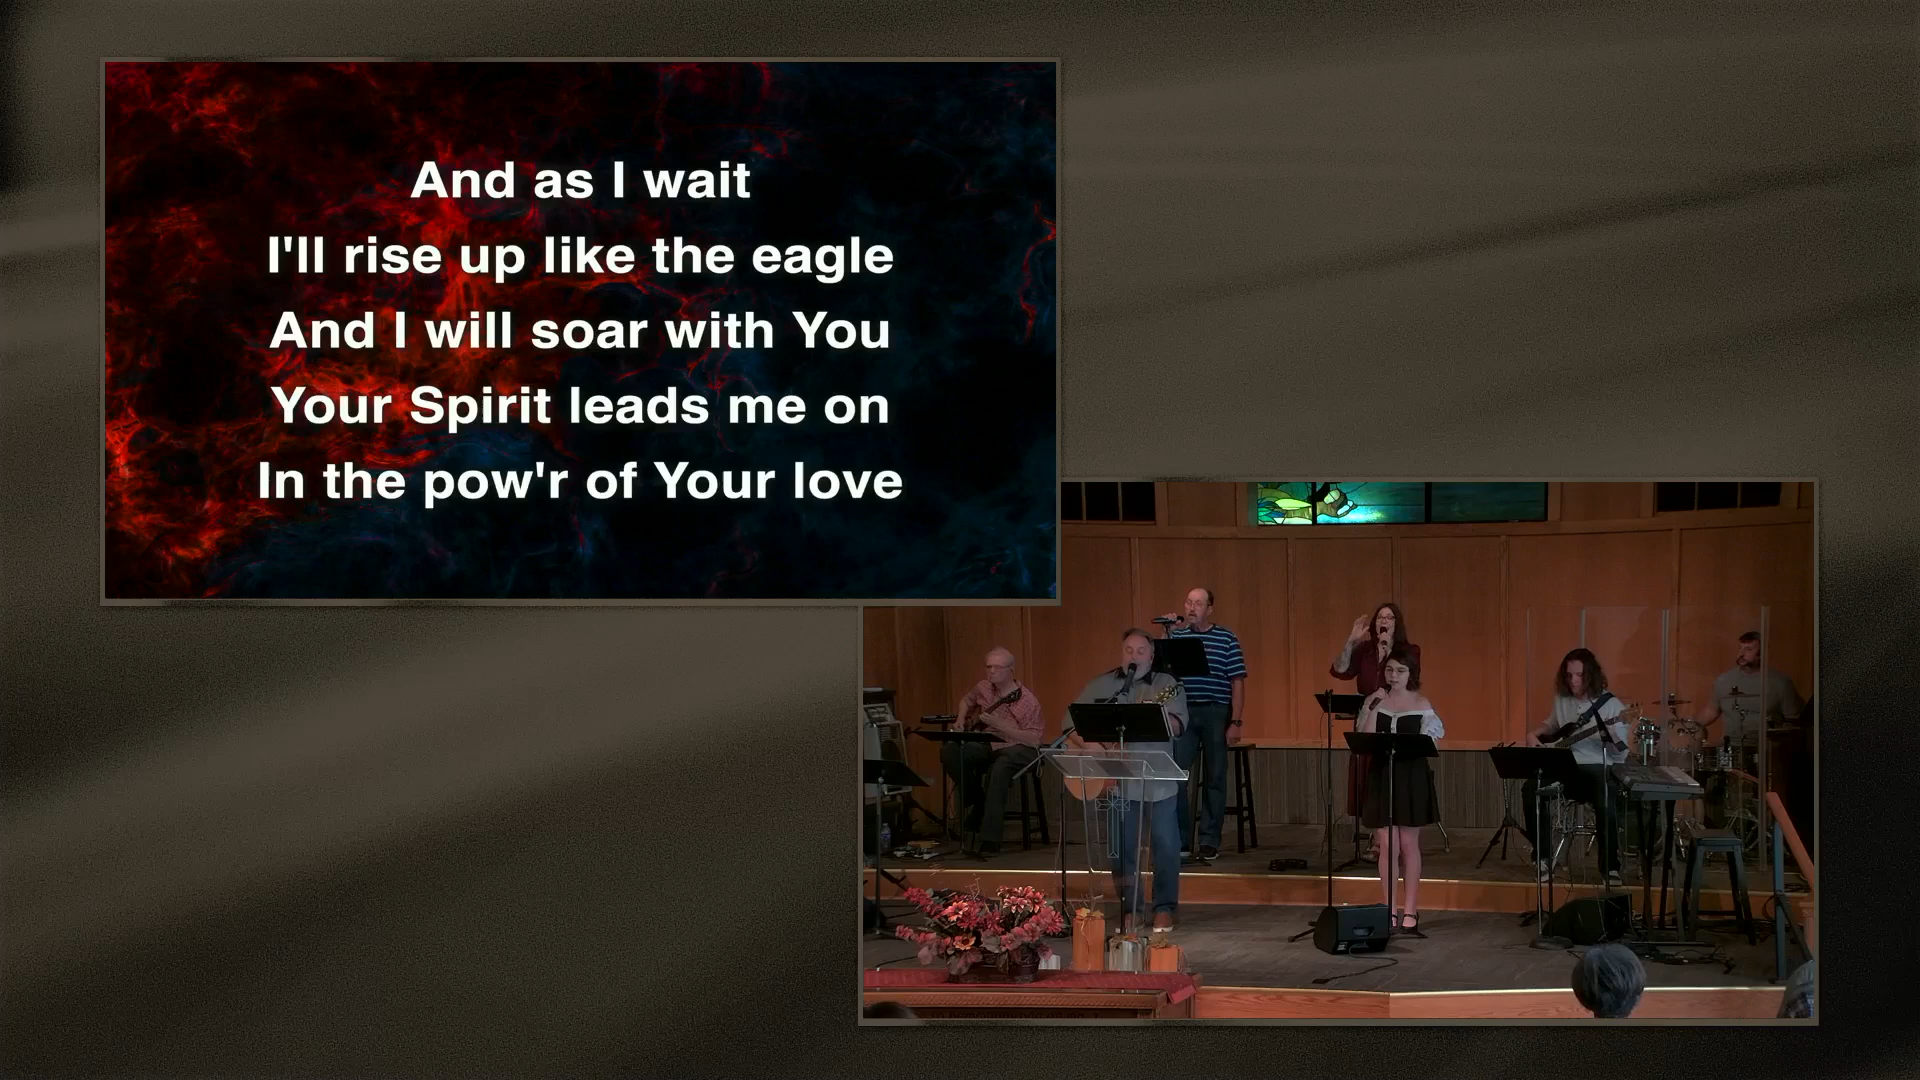 And as I wait
I'll rise up like the eagle
And I will soar with You
Your Spirit leads me on
In the pow'r of Your love